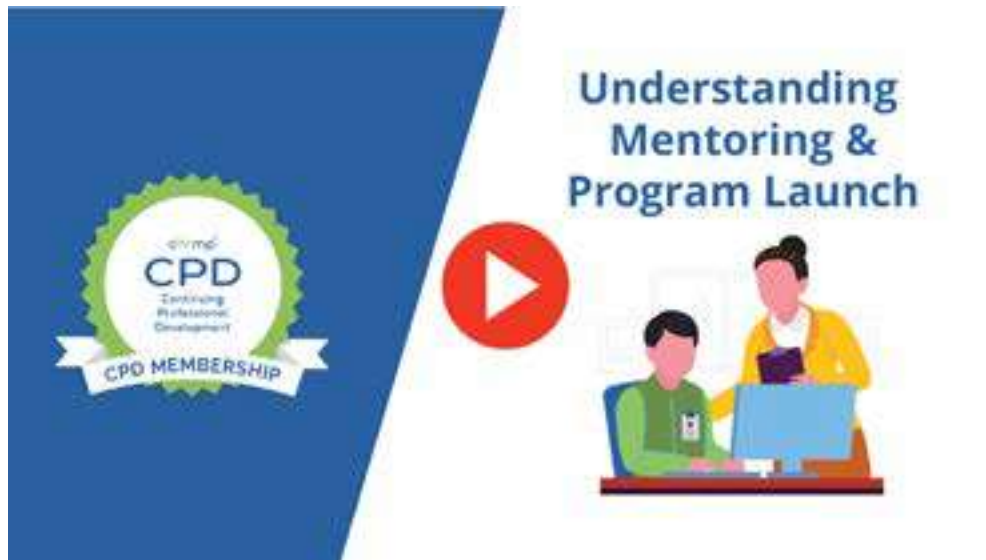 Understanding
Mentoring &
Program Launch
CPD
Continuing
Professional
Development
CPD MEMBERSHIP